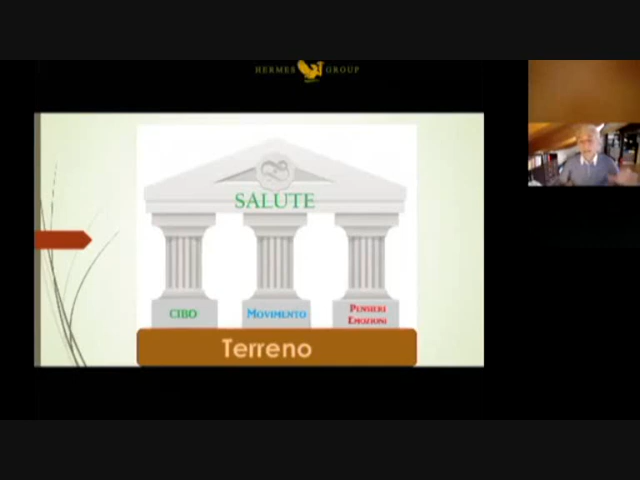 HERMES GROUP
SALUTE
CIBO
MOVIMENTO
PENSIERI
EMOZIONI
Terreno